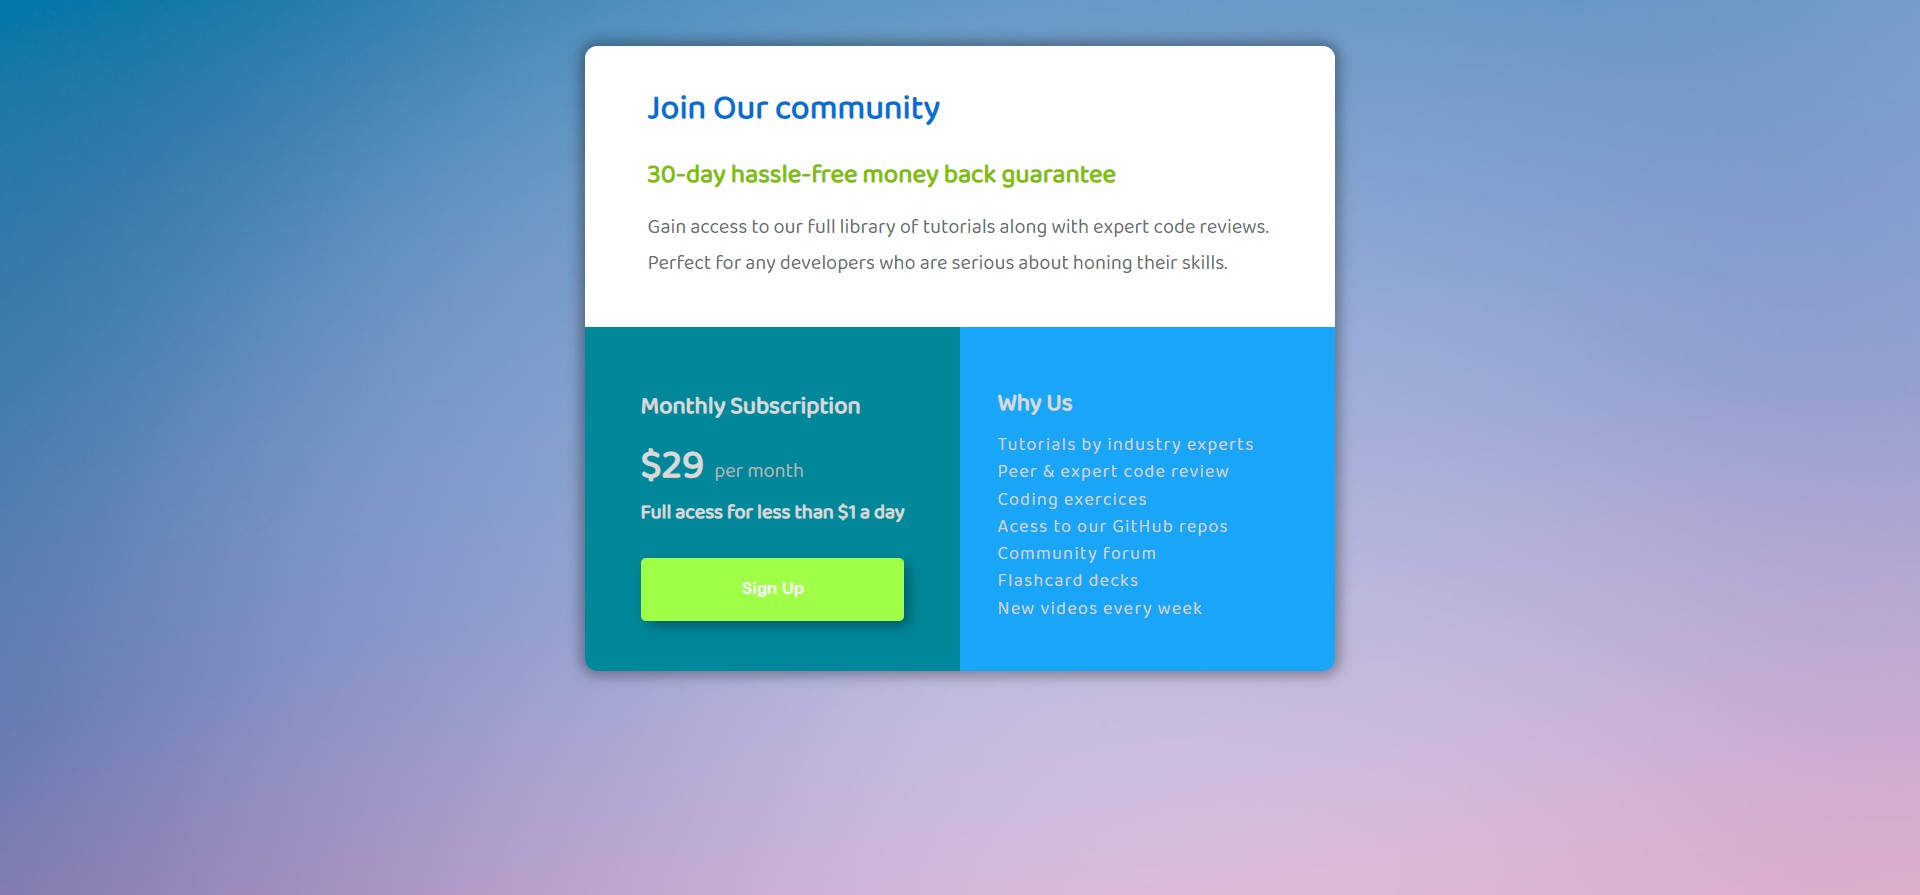 Join Our community
30-day hassle-free money back guarantee
Gain access to our full library of tutorials along with expert code reviews.
Perfect for any developers who are serious about honing their skills.
Monthly Subscription
$29 per month
Full acess for less than $1 a day
Sign Up
Why Us
Tutorials by industry experts
Peer & expert code review
Coding exercices
Acess to our GitHub repos
Community forum
Flashcard decks
New videos every week